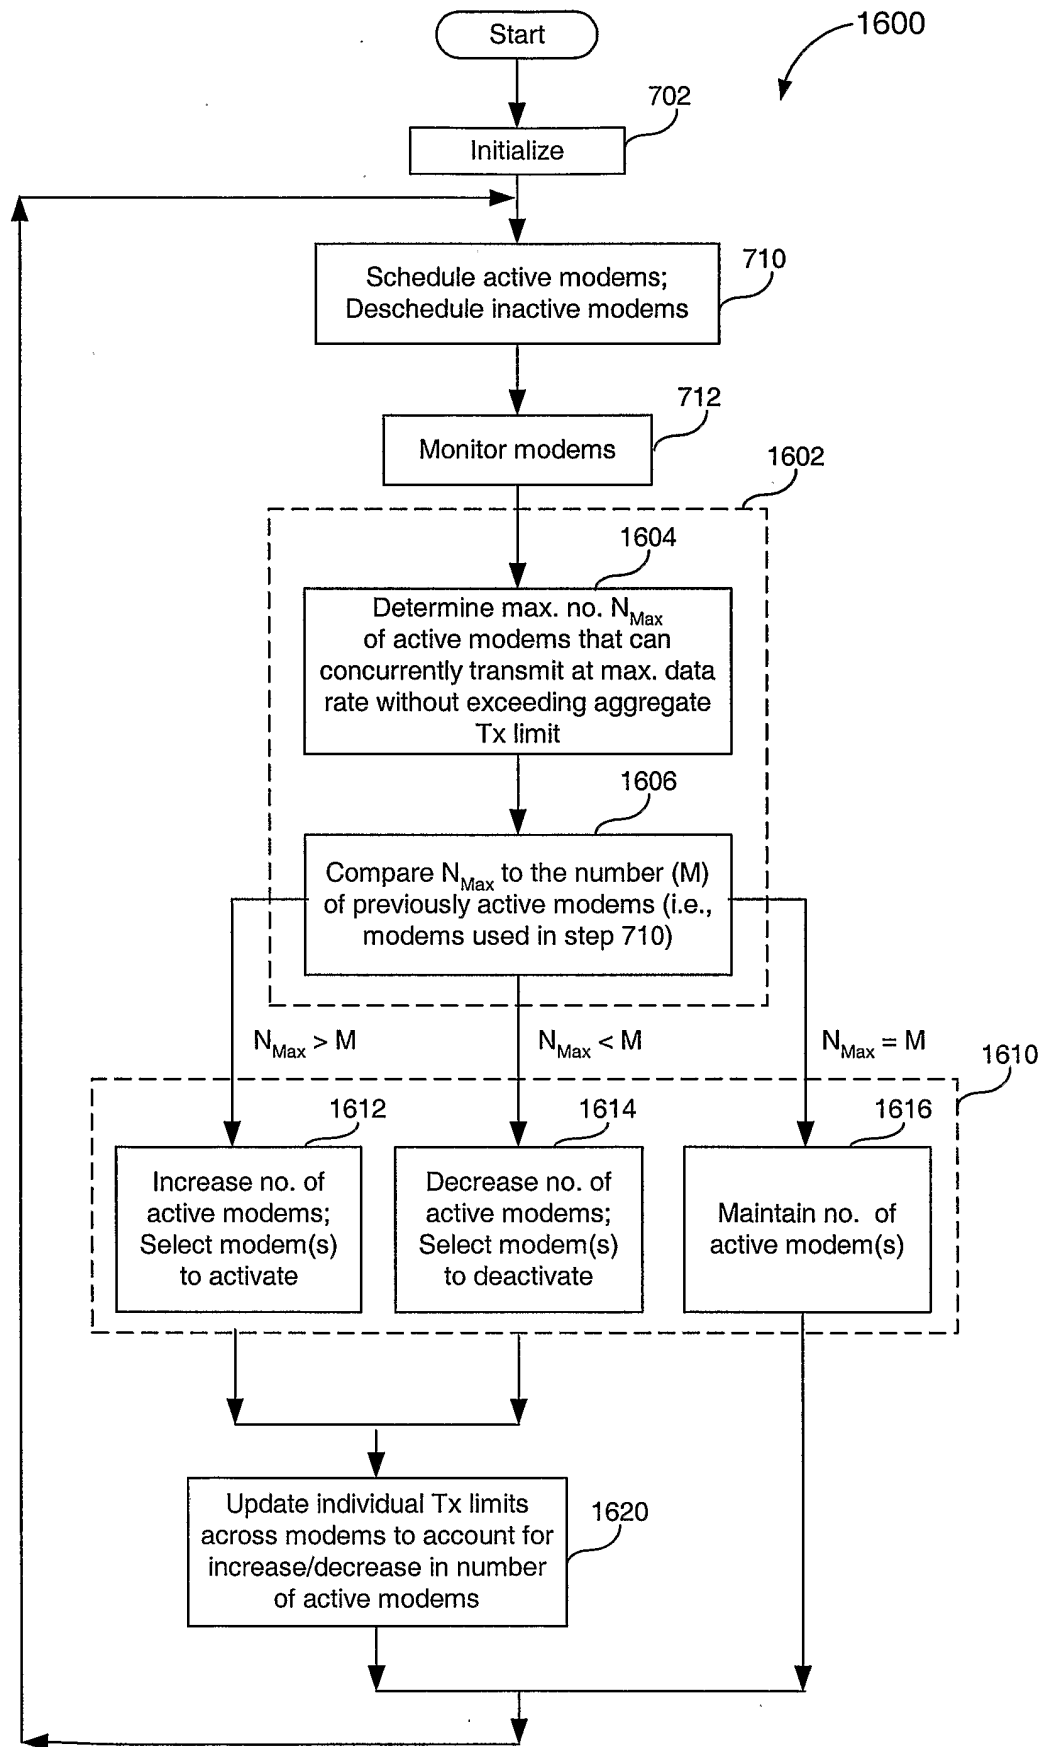 1600
Start
702
Initialize
710
Schedule active modems;
Deschedule inactive modems
712
Monitor modems
1602
1604
Determine max. no. NMax
of active modems that can
concurrently transmit at max. data
rate without exceeding aggregate
Tx limit
1606
Compare NMax to the number (M)
of previously active modems (i.e.,
modems used in step 710)
NMax > M
NMax < M
NMax = M
1610
1612
Increase no. of
active modems;
Select modem(s)
to activate
1614
Decrease no. of
active modems;
Select modem(s)
to deactivate
1616
Maintain no. of
active modem(s)
Update individual Tx limits
across modems to account for
increase/decrease in number
of active modems
1620